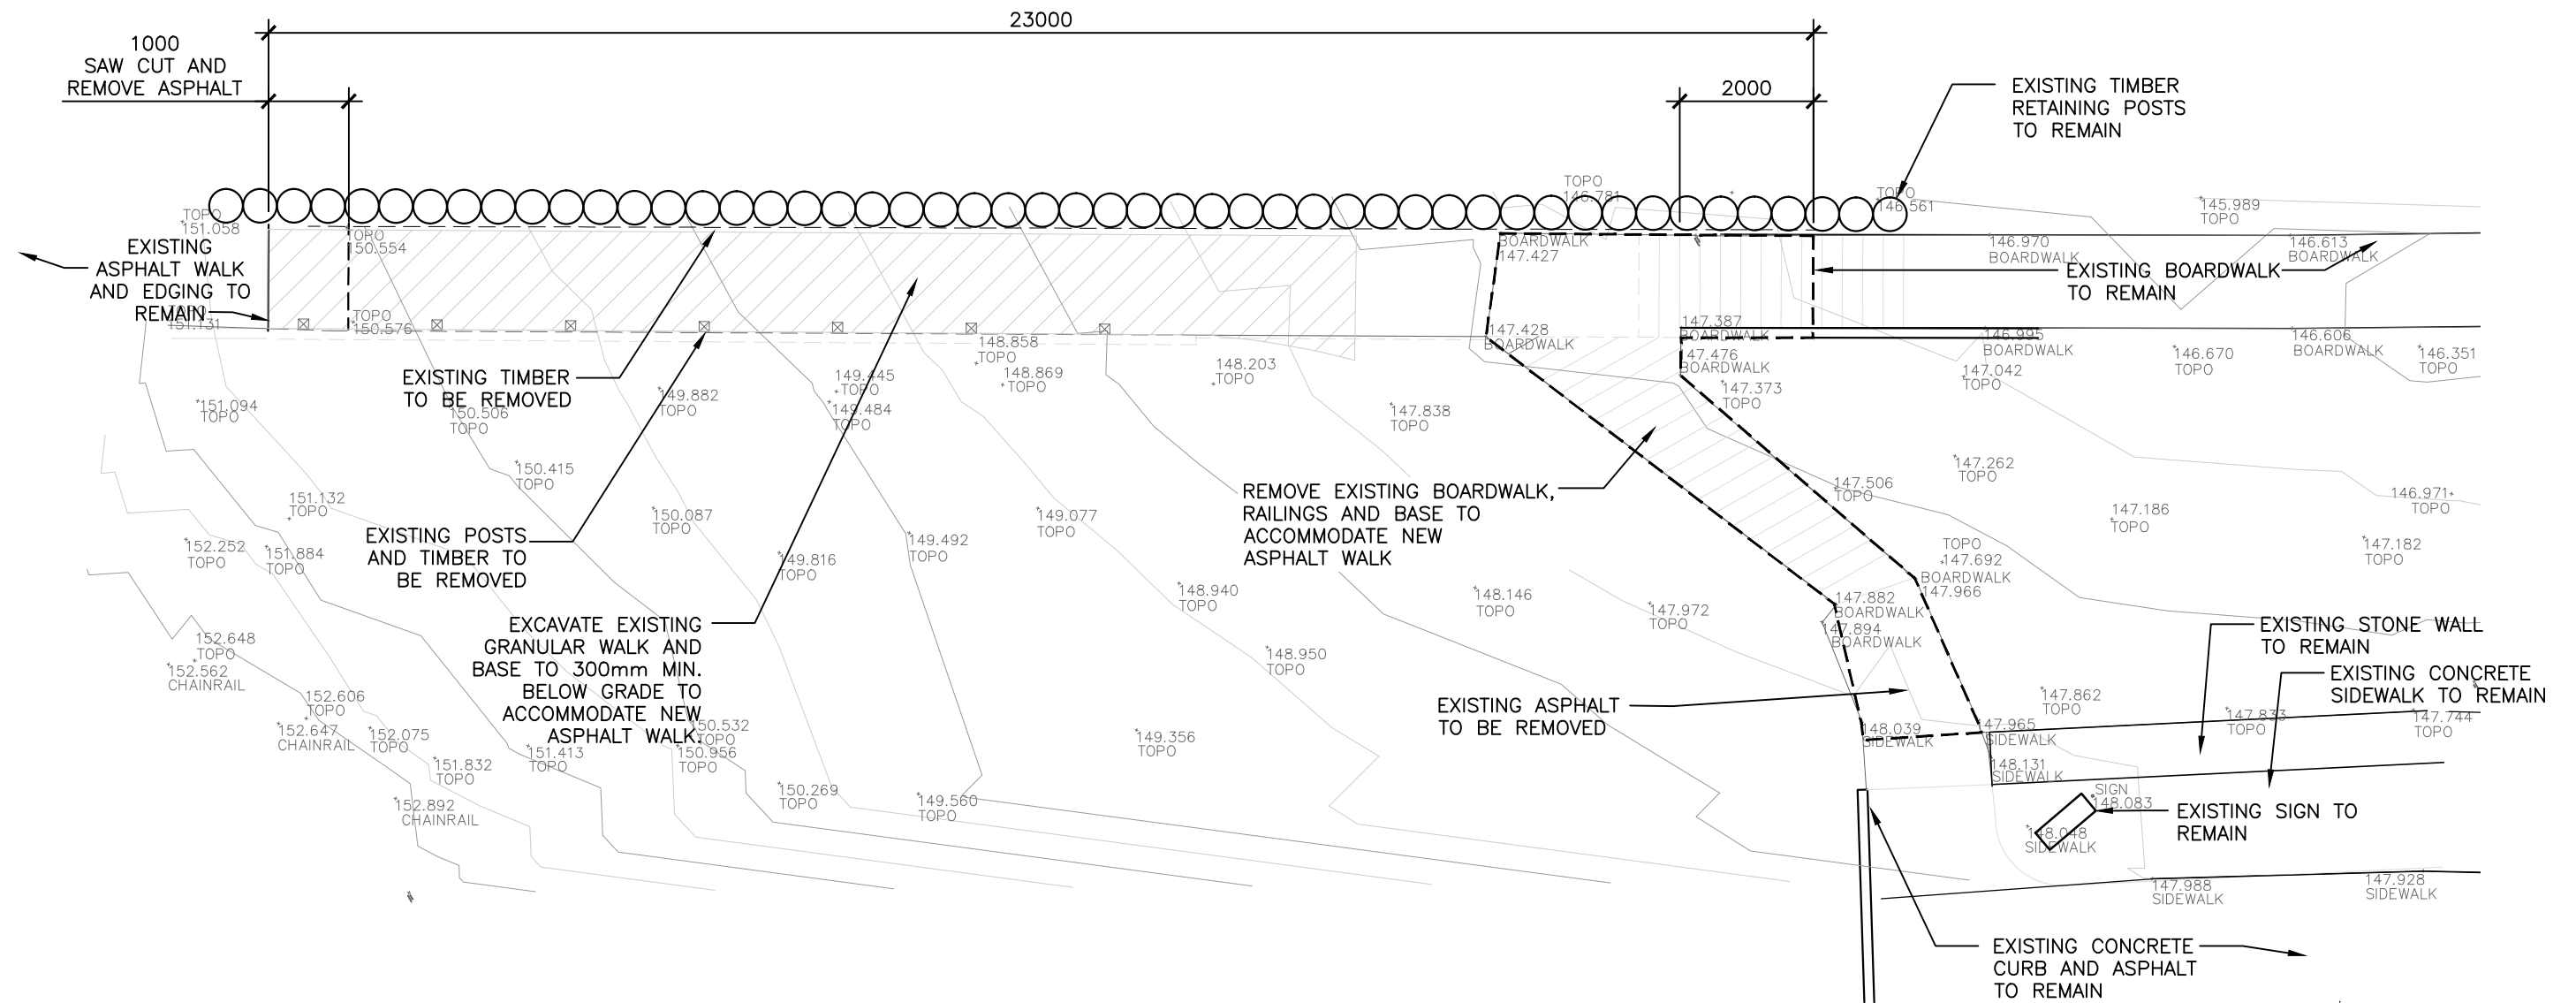 23000
1000
SAW CUT AND
REMOVE ASPHALT
2000
EXISTING TIMBER
RETAINING POSTS
TO REMAIN
TOPO
146.781
TOPO
146.561
145.989
TOPO
TOPO
151.058
TOPO
150.554
EXISTING
ASPHALT WALK
AND EDGING TO
REMAIN
TOPO
151.131
TOPO
150.576
BOARDWALK
147.427
146.970
BOARDWALK
146.613
BOARDWALK
EXISTING BOARDWALK
TO REMAIN
147.428
BOARDWALK
147.387
BOARDWALK
147.476
BOARDWALK
146.995
BOARDWALK
146.606
BOARDWALK
146.670
TOPO
146.351
TOPO
147.042
TOPO
147.373
TOPO
148.858
TOPO
148.869
TOPO
148.203
TOPO
149.445
TOPO
149.484
TOPO
149.882
TOPO
EXISTING TIMBER
TO BE REMOVED
151.094
TOPO
150.506
TOPO
147.838
TOPO
150.415
TOPO
147.262
TOPO
147.506
TOPO
146.971
TOPO
REMOVE EXISTING BOARDWALK,
RAILINGS AND BASE TO
ACCOMMODATE NEW
ASPHALT WALK
151.132
TOPO
150.087
TOPO
149.077
TOPO
147.186
TOPO
EXISTING POSTS
AND TIMBER TO
BE REMOVED
152.252
TOPO
151.884
TOPO
149.816
TOPO
149.492
TOPO
TOPO
147.692
147.182
TOPO
BOARDWALK
147.966
148.940
TOPO
148.146
TOPO
147.972
TOPO
147.882
BOARDWALK
147.894
BOARDWALK
EXCAVATE EXISTING
GRANULAR WALK AND
BASE TO 300mm MIN.
BELOW GRADE TO
ACCOMMODATE NEW
ASPHALT WALK.
EXISTING STONE WALL
TO REMAIN
152.648
TOPO
152.562
CHAINRAIL
148.950
TOPO
EXISTING CONCRETE
SIDEWALK TO REMAIN
152.606
TOPO
152.647
CHAINRAIL
152.075
TOPO
EXISTING ASPHALT
TO BE REMOVED
147.862
TOPO
147.833
TOPO
147.744
TOPO
150.532
TOPO
150.956
TOPO
149.356
TOPO
148.039
SIDEWALK
147.965
SIDEWALK
151.413
TOPO
151.832
TOPO
148.131
SIDEWALK
150.269
TOPO
149.560
TOPO
152.892
CHAINRAIL
SIGN
148.083
EXISTING SIGN TO
REMAIN
148.048
SIDEWALK
147.988
SIDEWALK
147.928
SIDEWALK
EXISTING CONCRETE
CURB AND ASPHALT
TO REMAIN